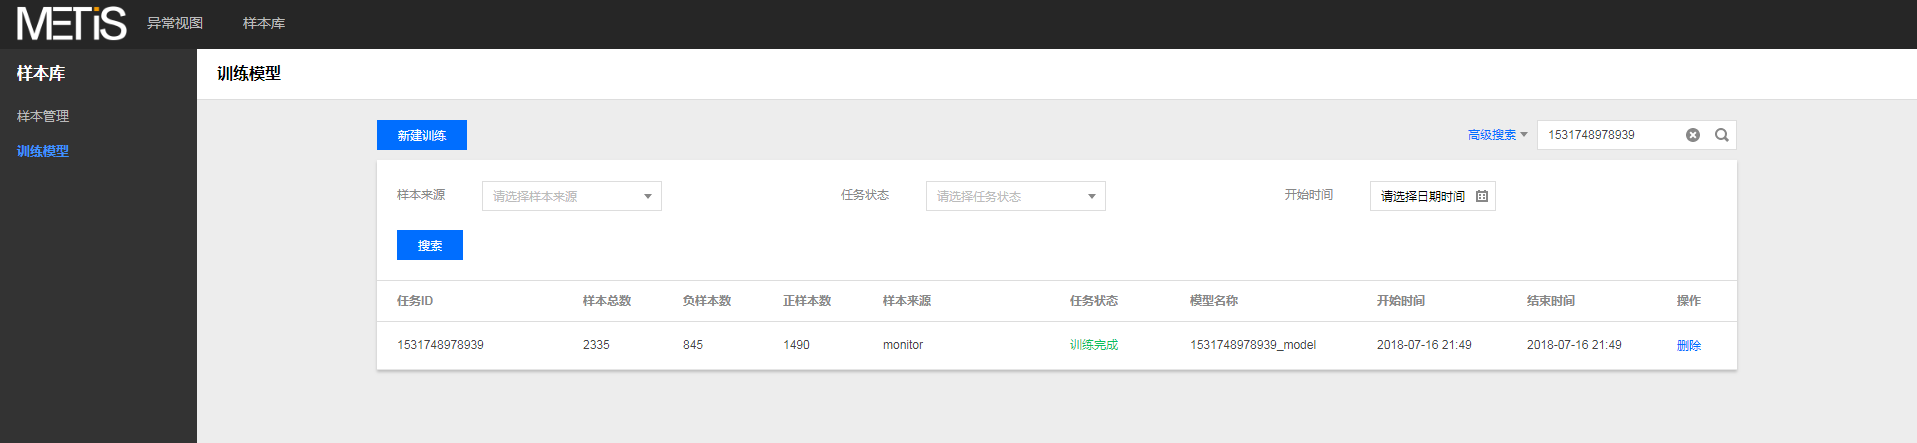 METiS 异常视图 样本库
样本库
样本管理
训练模型
训练模型
新建训练 高级搜索 1531748978939
样本来源 请选择样本来源 任务状态 请选择任务状态 开始时间 请选择日期时间
搜索
任务ID 样本总数 负样本数 正样本数 样本来源 任务状态 模型名称 开始时间 结束时间 操作
1531748978939 2335 845 1490 monitor 训练完成 1531748978939_model 2018-07-16 21:49 2018-07-16 21:49 删除